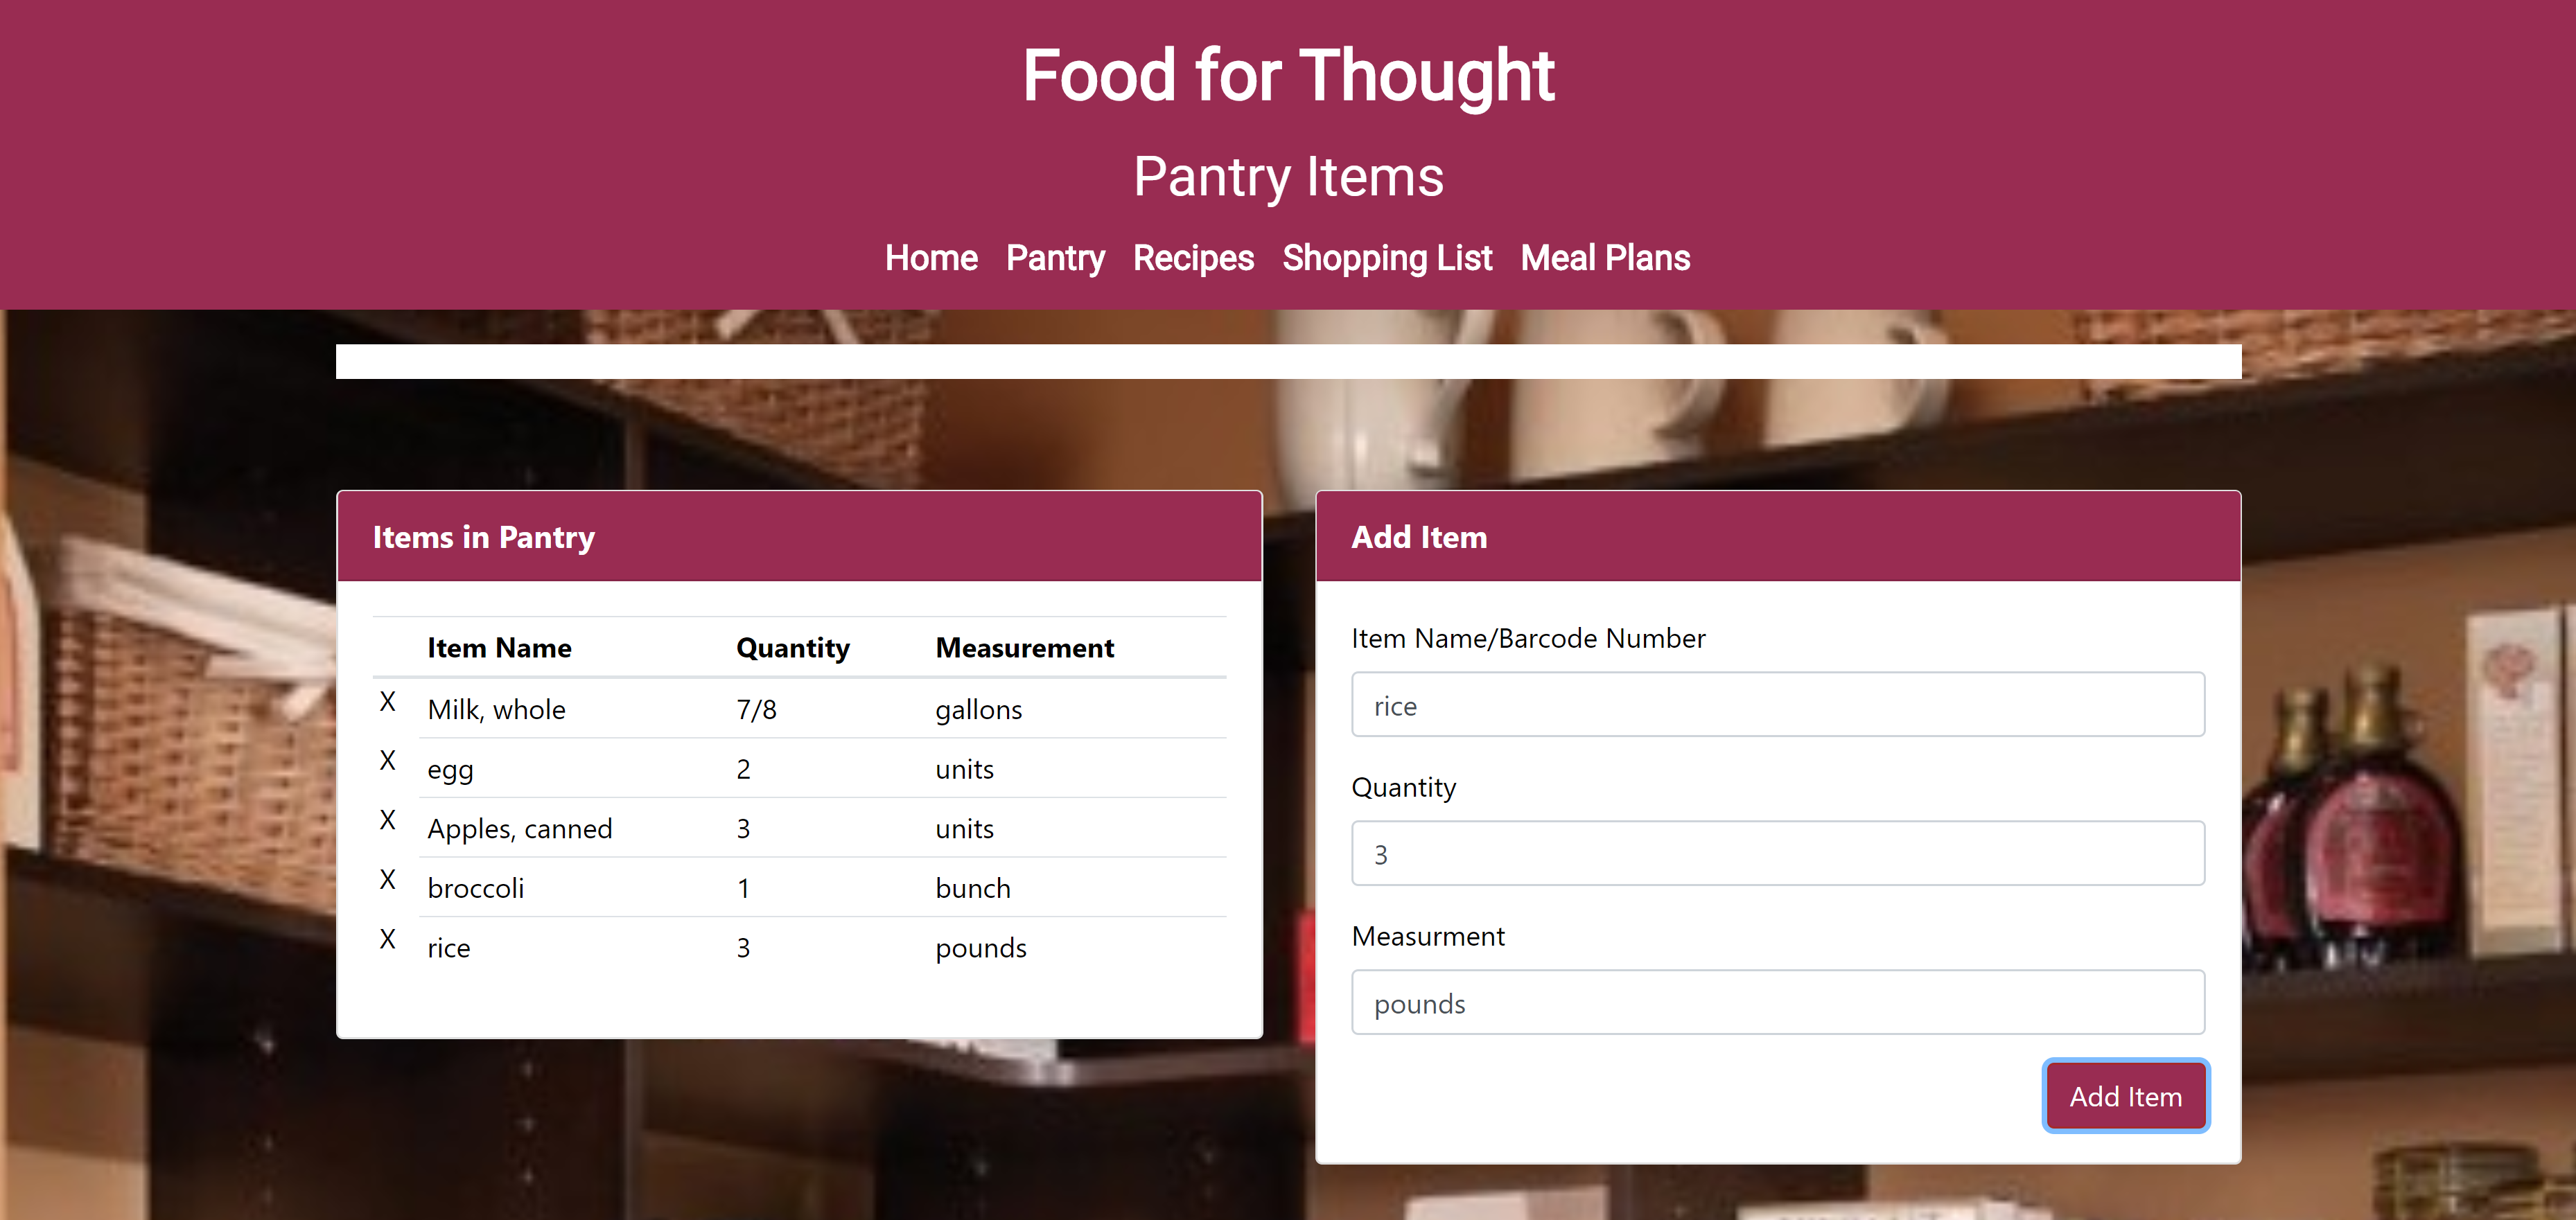 Food for Thought
Pantry Items
Home Pantry Recipes Shopping List Meal Plans
Items in Pantry
Item Name Quantity Measurement
X Milk, whole 7/8 gallons
X egg 2 units
X Apples, canned 3 units
X broccoli 1 bunch
X rice 3 pounds
Add Item
Item Name/Barcode Number
rice
Quantity
3
Measurment
pounds
Add Item